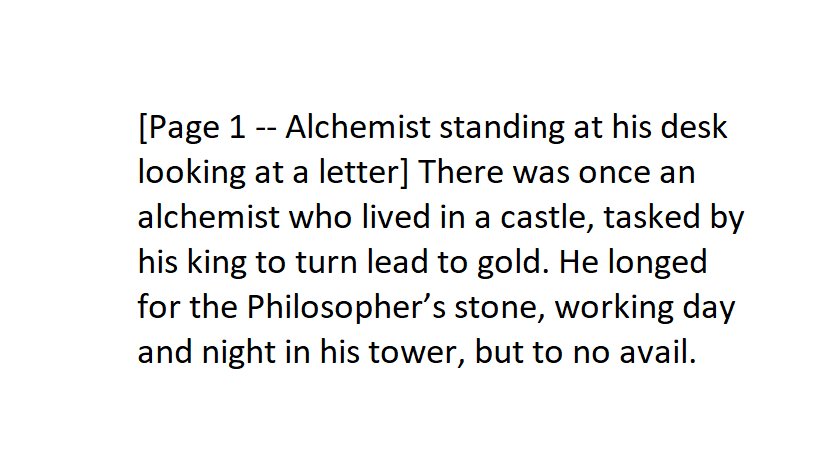 [Page 1 -- Alchemist standing at his desk
looking at a letter] There was once an
alchemist who lived in a castle, tasked by
his king to turn lead to gold. He longed
for the Philosopher’s stone, working day
and night in his tower, but to no avail.